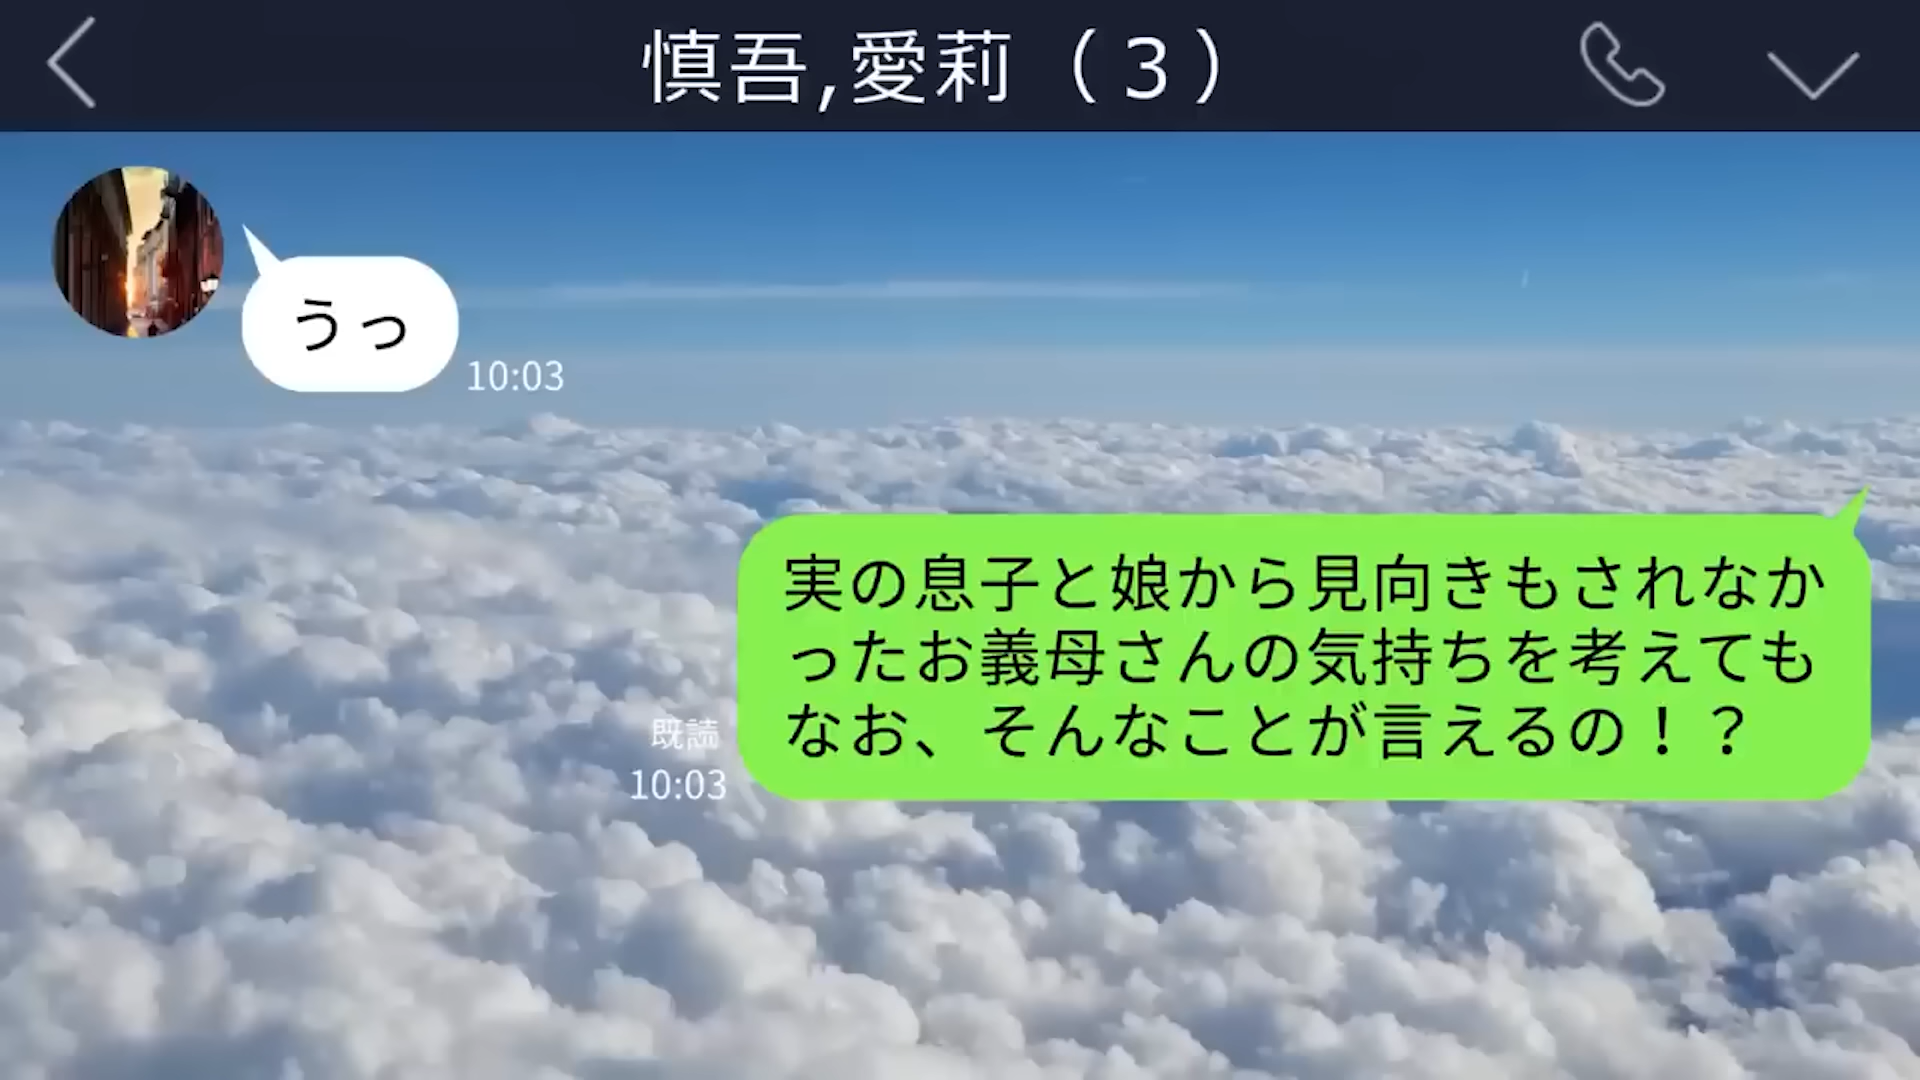 慎吾,愛莉（3）
うっ
10:03
実の息子と娘から見向きもされなか
ったお義母さんの気持ちを考えても
なお、そんなことが言えるの！？
既読
10:03